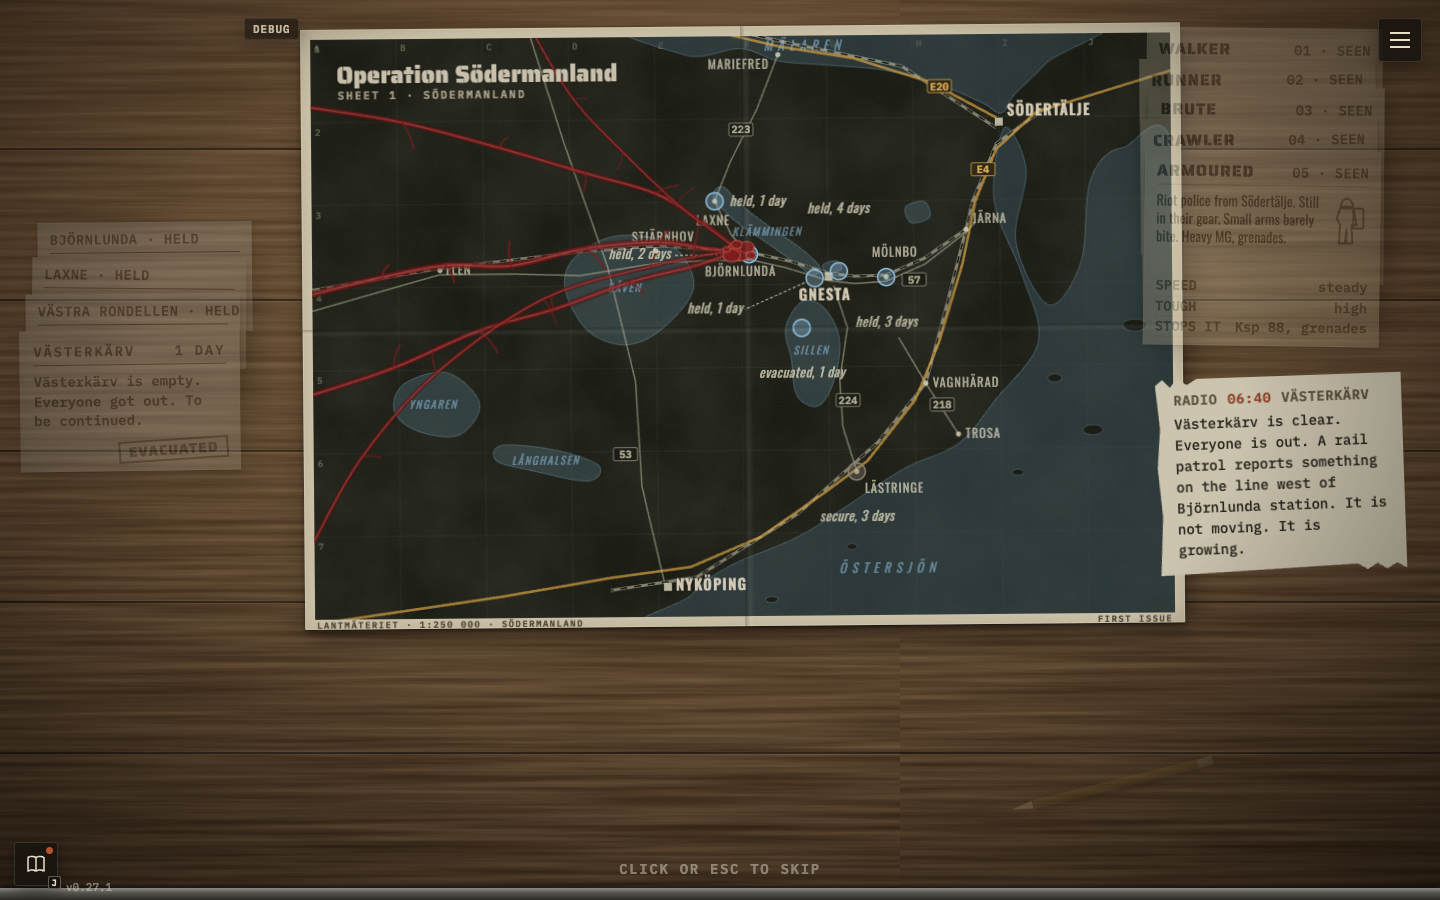 DEBUG
Operation Södermanland
SHEET 1 · SÖDERMANLAND
A
B
C
D
E
F
H
I
J
2
3
4
5
6
7
MÄLAREN
MARIEFRED
E20
SÖDERTÄLJE
223
E4
held, 1 day
held, 4 days
LAXNE
KLÄMMINGEN
JÄRNA
STJÄRNHOV
held, 2 days
MÖLNBO
BJÖRNLUNDA
57
GNESTA
held, 1 day
held, 3 days
SILLEN
evacuated, 1 day
VAGNHÄRAD
YNGAREN
224
218
TROSA
53
LÅNGHALSEN
LÄSTRINGE
secure, 3 days
ÖSTERSJÖN
NYKÖPING
LANTMÄTERIET · 1:250 000 · SÖDERMANLAND
FIRST ISSUE
BJÖRNLUNDA · HELD
LAXNE · HELD
VÄSTRA RONDELLEN · HELD
VÄSTERKÄRV 1 DAY
Västerkärv is empty.
Everyone got out. To
be continued.
EVACUATED
WALKER 01 · SEEN
RUNNER 02 · SEEN
BRUTE 03 · SEEN
CRAWLER 04 · SEEN
ARMOURED 05 · SEEN
Riot police from Södertälje. Still
in their gear. Small arms barely
bite. Heavy MG, grenades.
SPEED steady
TOUGH high
STOPS IT Ksp 88, grenades
RADIO 06:40 VÄSTERKÄRV
Västerkärv is clear.
Everyone is out. A rail
patrol reports something
on the line west of
Björnlunda station. It is
not moving. It is
growing.
CLICK OR ESC TO SKIP
J
v0.27.1